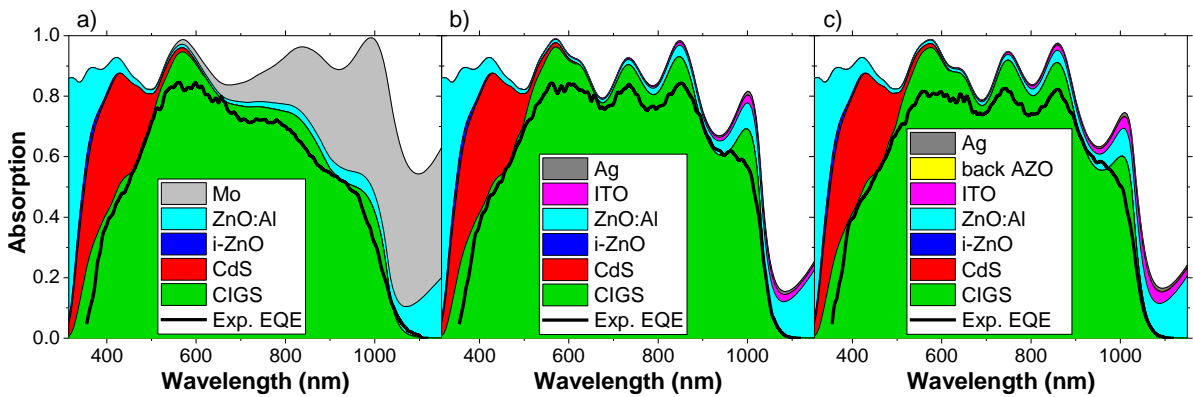 a)
b)
c)
Absorption
1.0
0.8
0.6
0.4
0.2
0.0
Mo
ZnO:Al
i-ZnO
CdS
CIGS
Exp. EQE
400
600
800
1000
Wavelength (nm)
Ag
ITO
ZnO:Al
i-ZnO
CdS
CIGS
Exp. EQE
400
600
800
1000
Wavelength (nm)
Ag
back AZO
ITO
ZnO:Al
i-ZnO
CdS
CIGS
Exp. EQE
400
600
800
1000
Wavelength (nm)